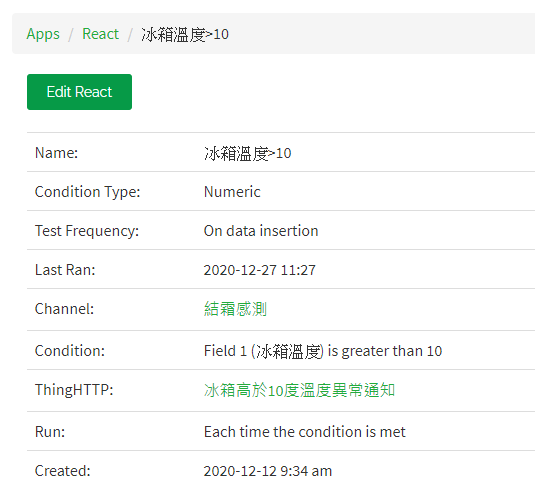 Apps / React / 冰箱溫度>10
Edit React
Name: 冰箱溫度>10
Condition Type: Numeric
Test Frequency: On data insertion
Last Ran: 2020-12-27 11:27
Channel: 結霜感測
Condition: Field 1 (冰箱溫度) is greater than 10
ThingHTTP: 冰箱高於10度溫度異常通知
Run: Each time the condition is met
Created: 2020-12-12 9:34 am